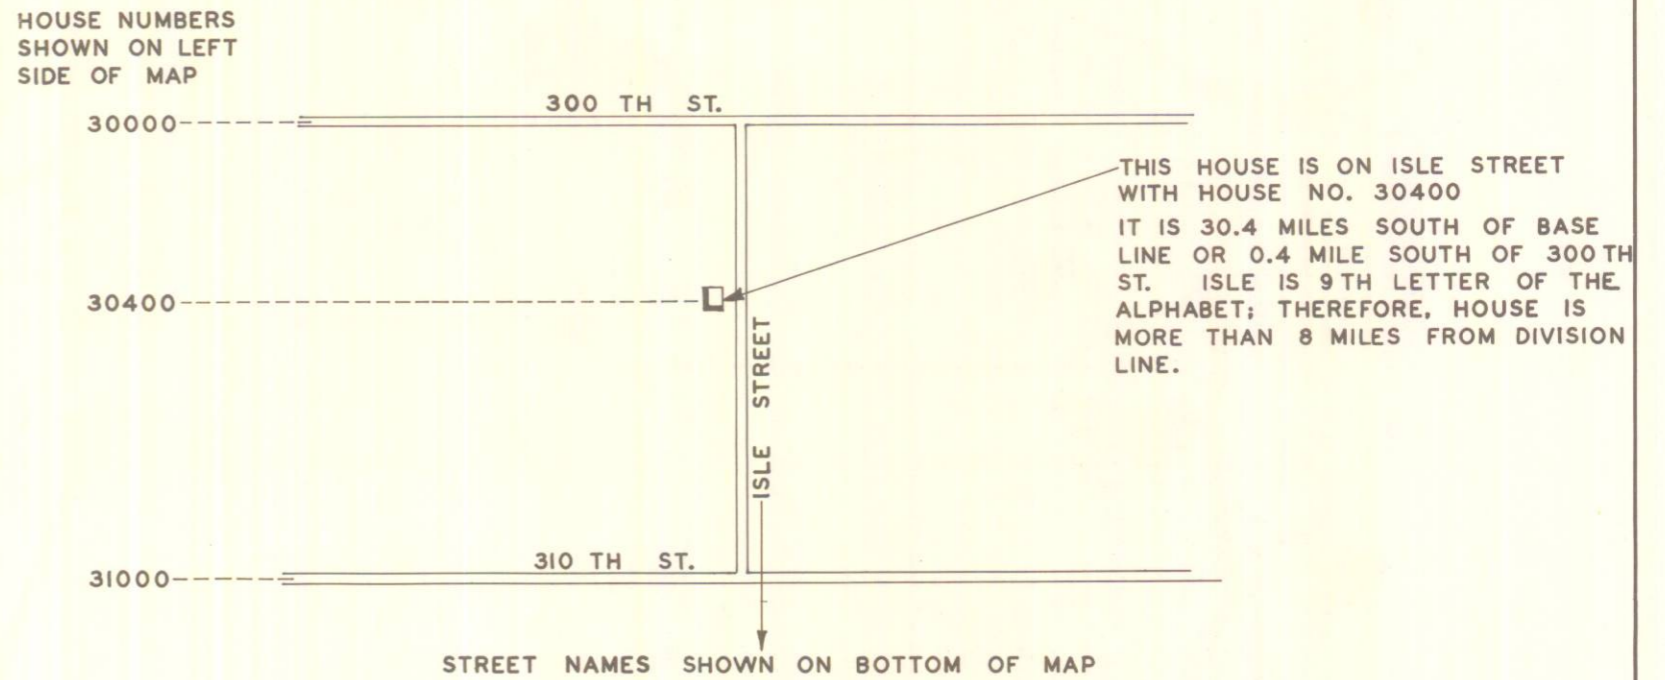 HOUSE NUMBERS
SHOWN ON LEFT
SIDE OF MAP
300 TH ST.
30000
THIS HOUSE IS ON ISLE STREET
WITH HOUSE NO. 30400
IT IS 30.4 MILES SOUTH OF BASE
LINE OR 0.4 MILE SOUTH OF 300 TH
ST. ISLE IS 9 TH LETTER OF THE
ALPHABET; THEREFORE, HOUSE IS
MORE THAN 8 MILES FROM DIVISION
LINE.
30400
ISLE STREET
310 TH ST.
31000
STREET NAMES SHOWN ON BOTTOM OF MAP